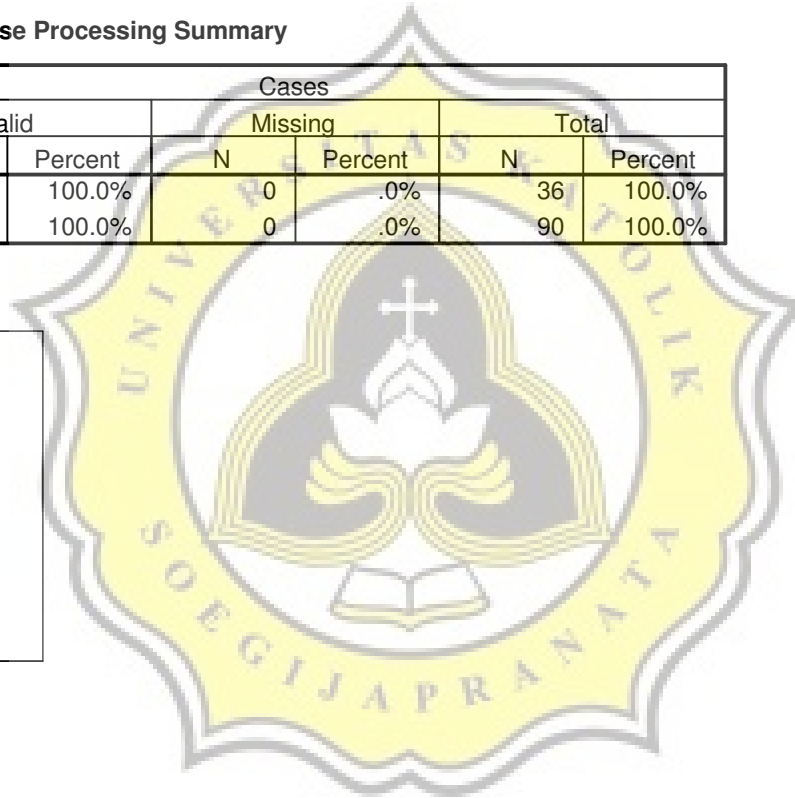 se Processing Summary
Cases
alid Missing Total
Percent N Percent N Percent
100.0% 0 .0% 36 100.0%
100.0% 0 .0% 90 100.0%
UNIVERSITAS KATOLIK
SOEGIJAPRANATA